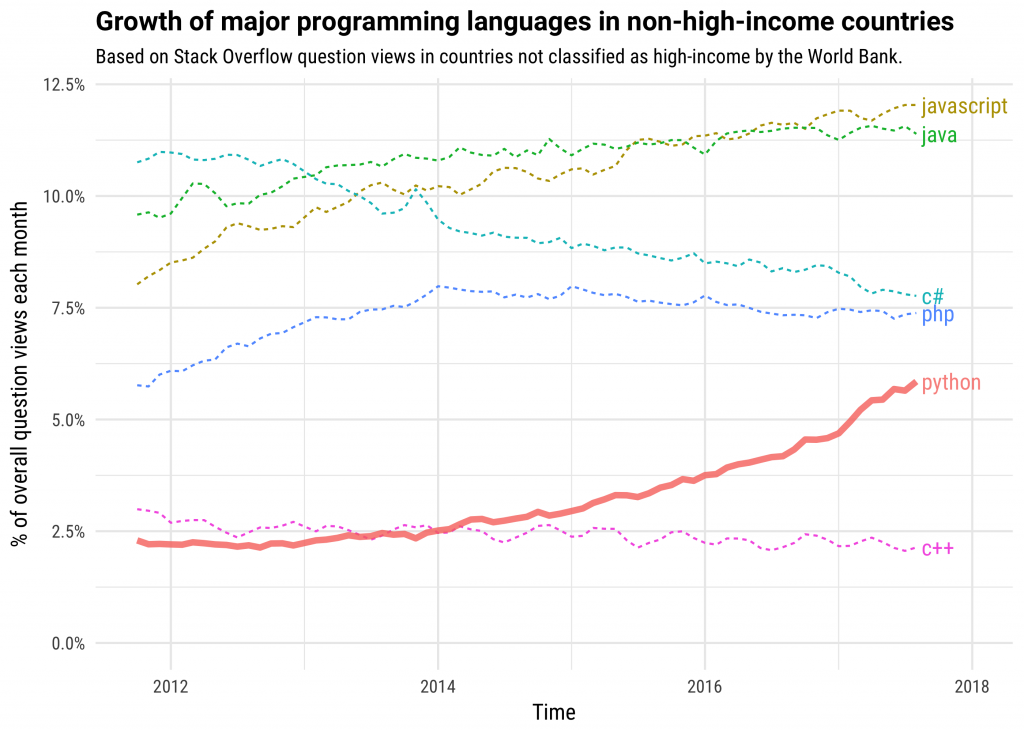 Growth of major programming languages in non-high-income countries
Based on Stack Overflow question views in countries not classified as high-income by the World Bank.
% of overall question views each month
12.5%
10.0%
7.5%
5.0%
2.5%
0.0%
javascript
java
c#
php
python
c++
2012
2014
2016
2018
Time